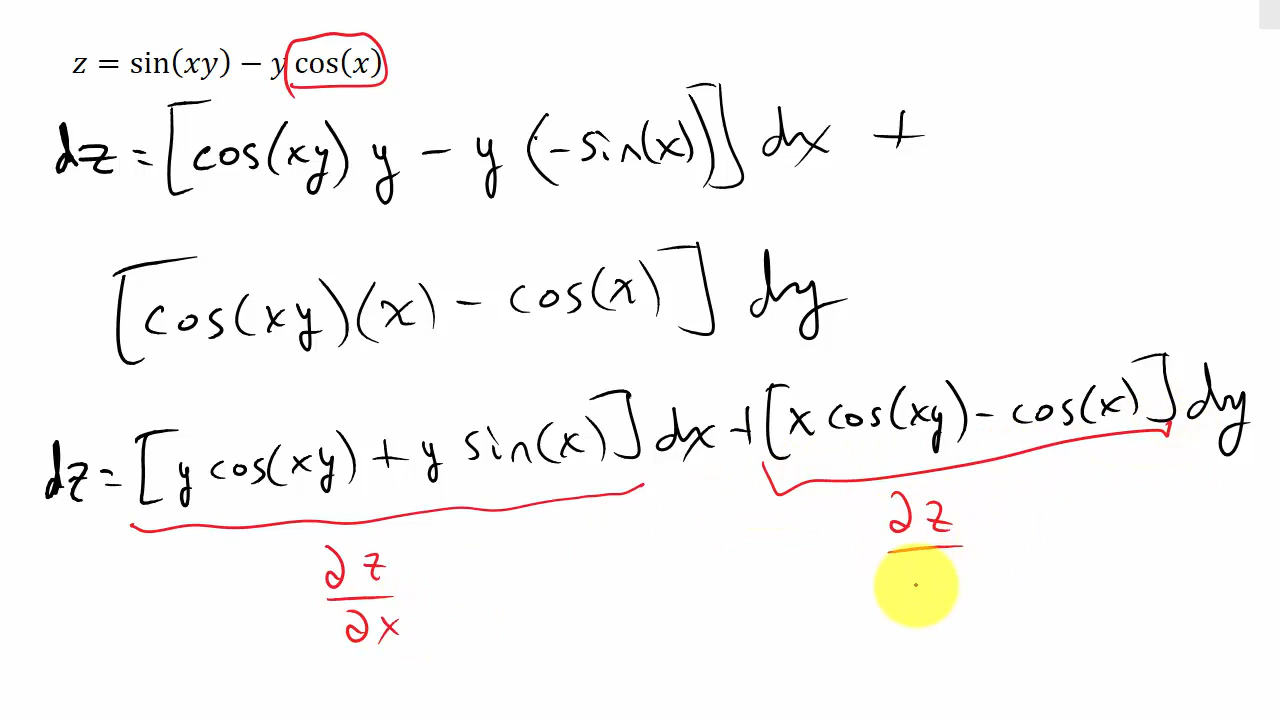 z = sin(xy) − y cos(x)
dz = [cos(xy) y − y (−sin(x))] dx +
[cos(xy)(x) − cos(x)] dy
dz = [y cos(xy) + y sin(x)] dx + [x cos(xy) − cos(x)] dy
∂z
∂x
∂z